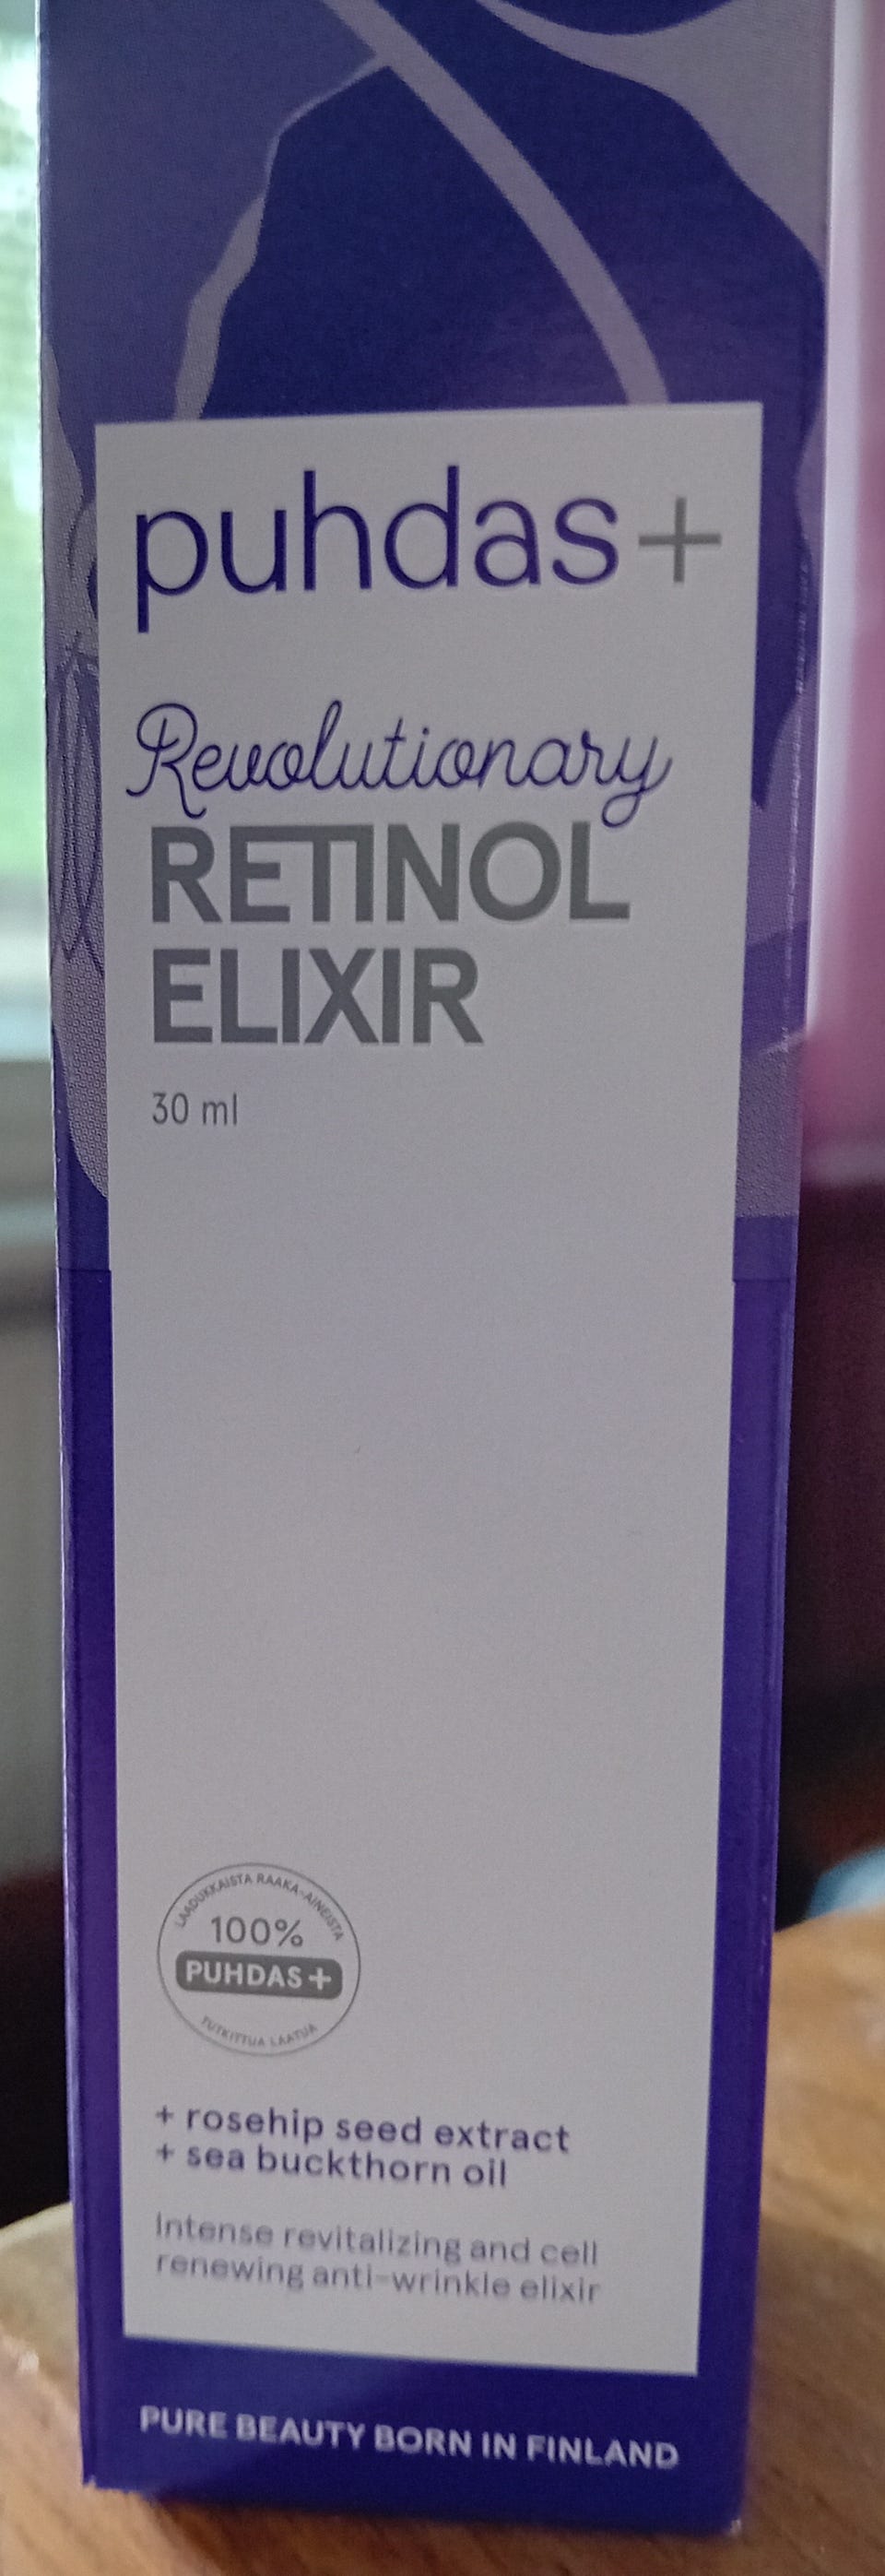 puhdas+
Revolutionary
RETINOL
ELIXIR
30 ml
LAADUKKAISTA RAAKA-AINEISTA
100%
PUHDAS+
TUTKITTUA LAATUA
+ rosehip seed extract
+ sea buckthorn oil
Intense revitalizing and cell
renewing anti-wrinkle elixir
PURE BEAUTY BORN IN FINLAND